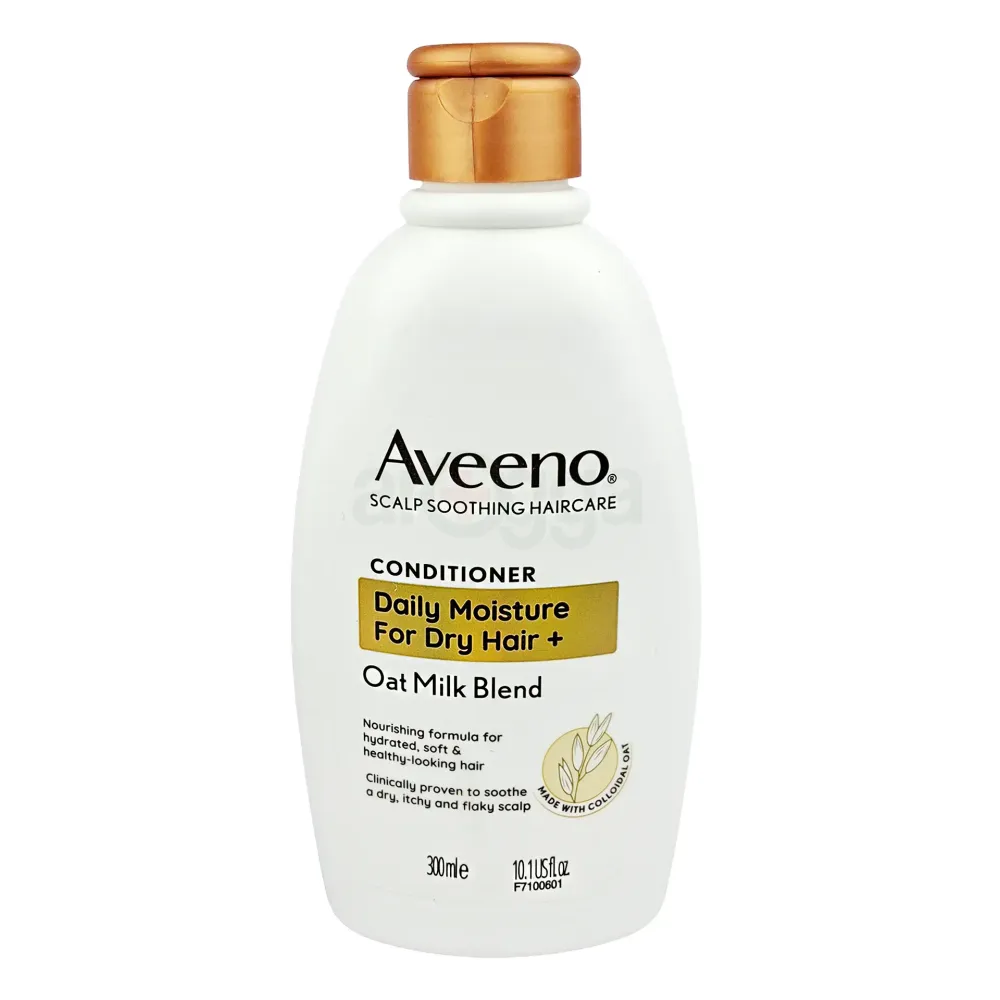 Aveeno®
SCALP SOOTHING HAIRCARE
arogga
CONDITIONER
Daily Moisture
For Dry Hair +
Oat Milk Blend
Nourishing formula for
hydrated, soft &
healthy-looking hair
Clinically proven to soothe
a dry, itchy and flaky scalp
MADE WITH COLLOIDAL OAT
300ml e 10.1 US fl oz
F7100601